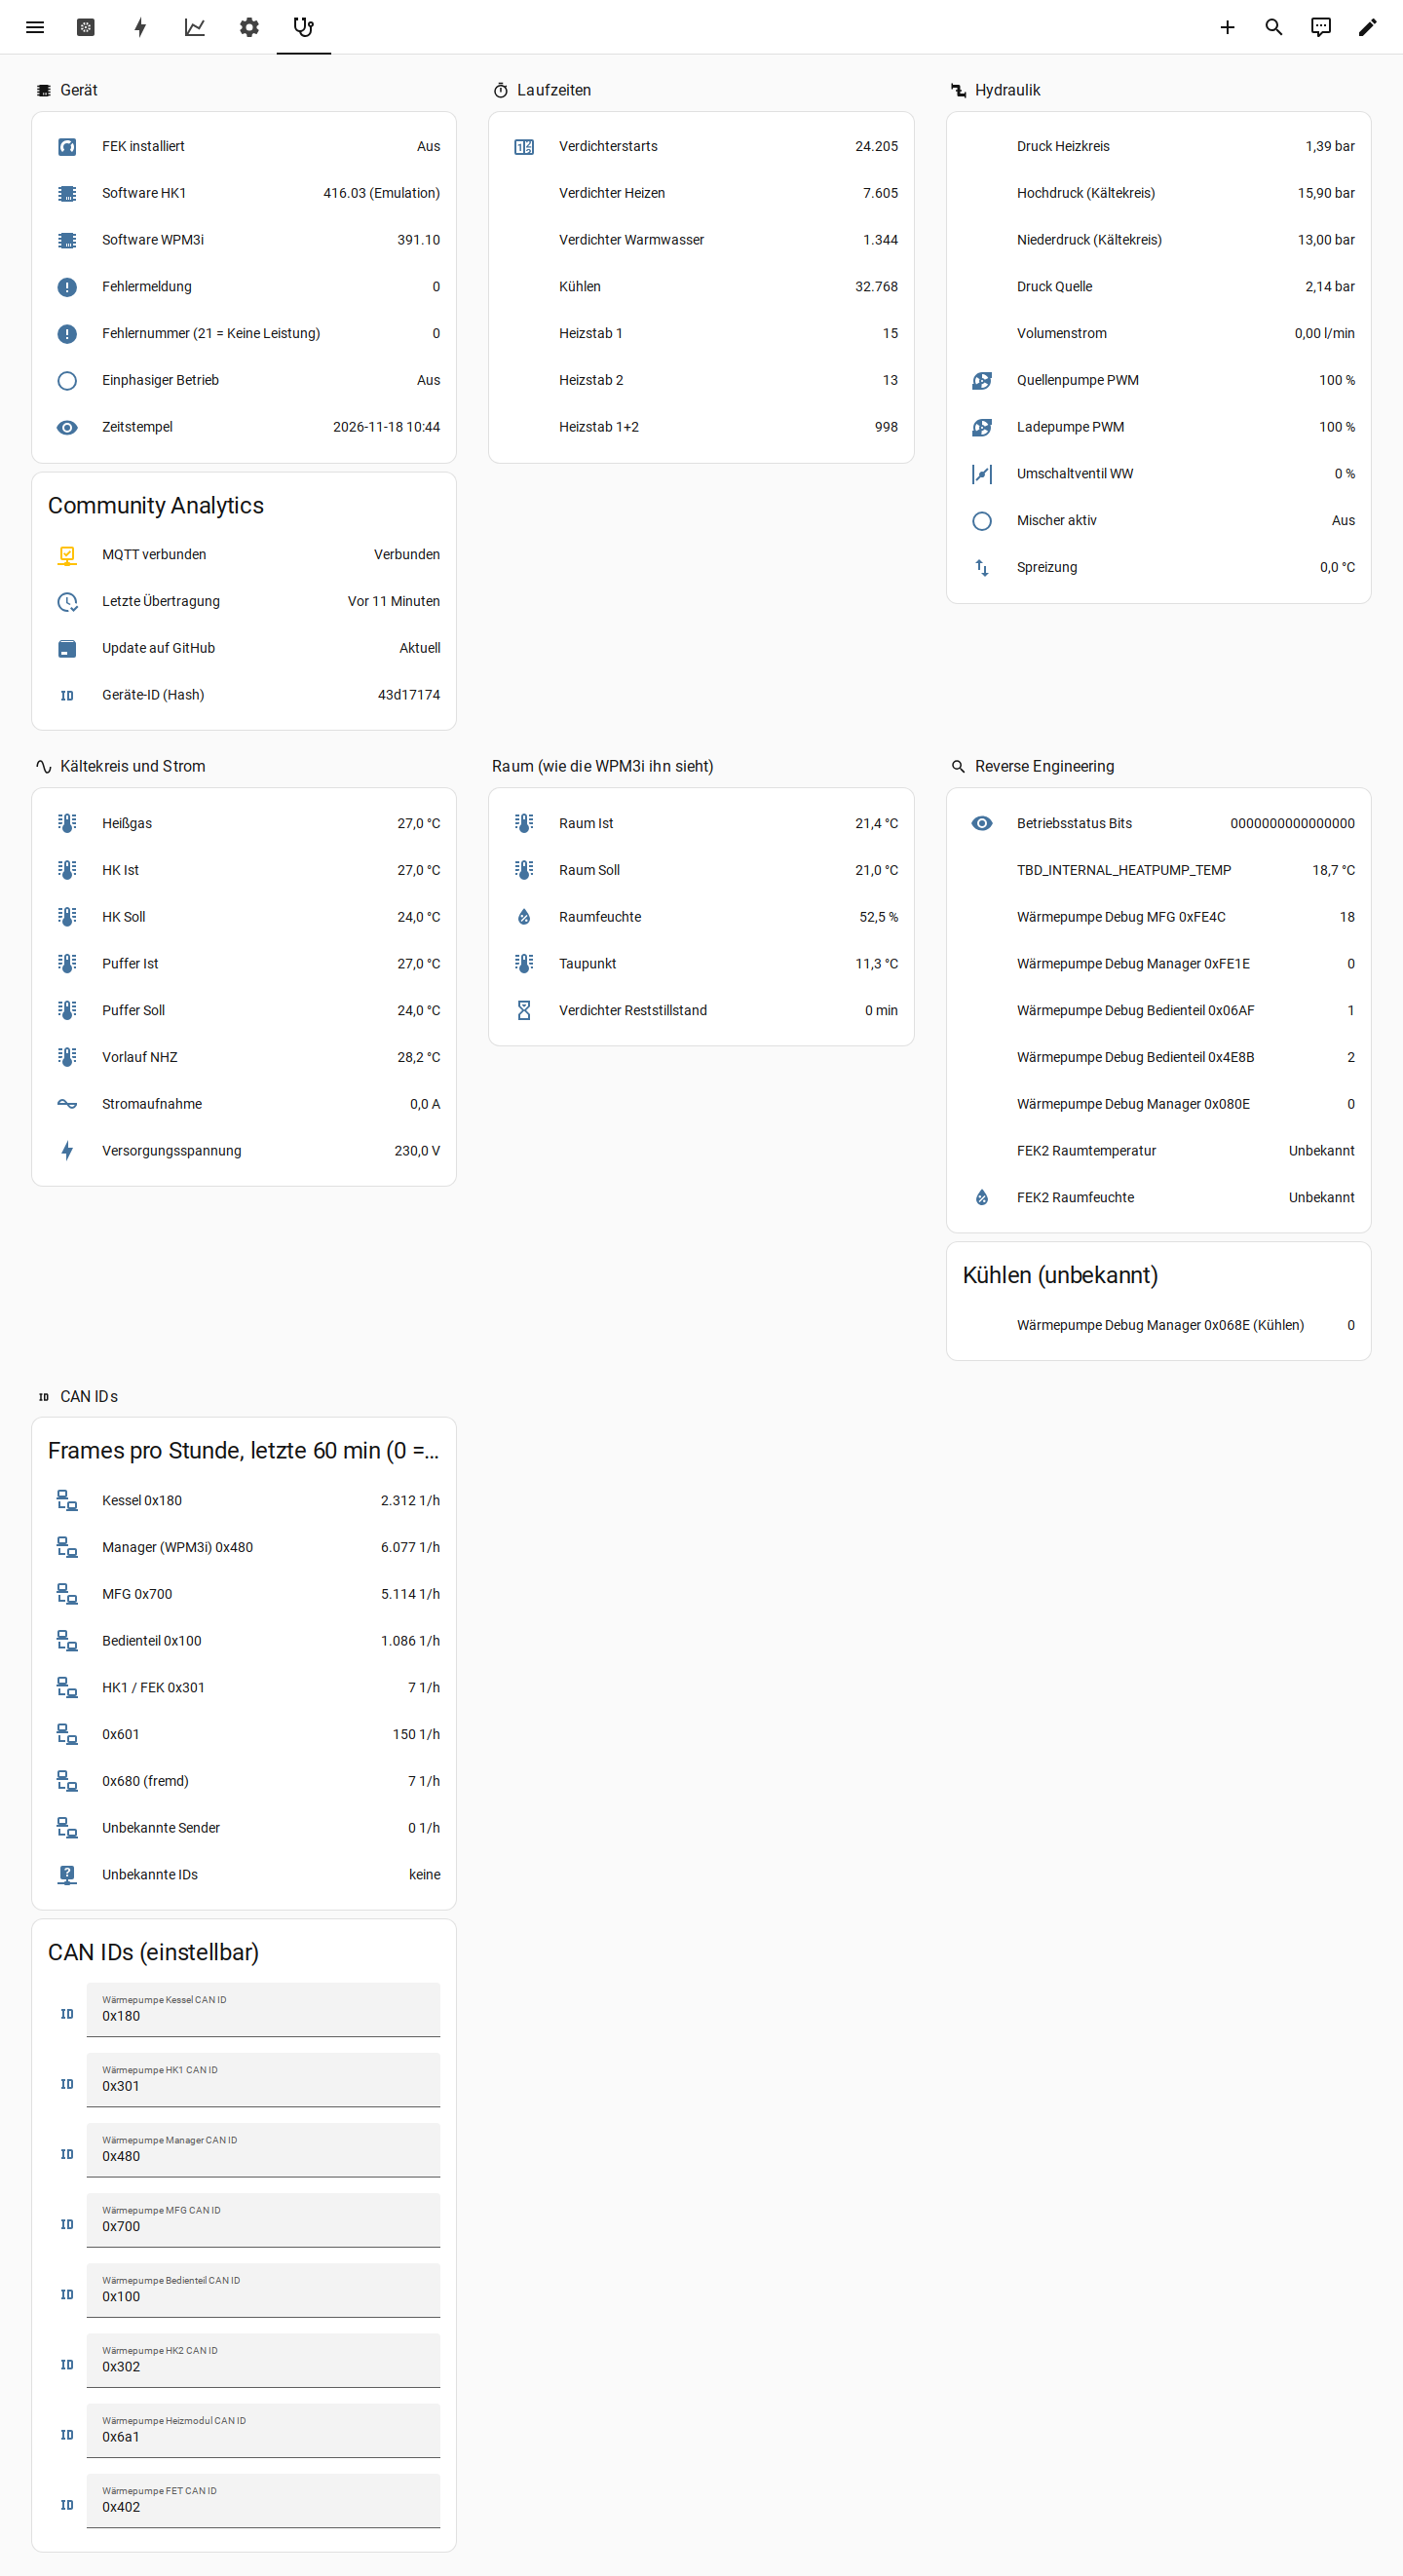 Gerät
FEK installiert Aus
Software HK1 416.03 (Emulation)
Software WPM3i 391.10
Fehlermeldung 0
Fehlernummer (21 = Keine Leistung) 0
Einphasiger Betrieb Aus
Zeitstempel 2026-11-18 10:44
Community Analytics
MQTT verbunden Verbunden
Letzte Übertragung Vor 11 Minuten
Update auf GitHub Aktuell
ID Geräte-ID (Hash) 43d17174
Laufzeiten
Verdichterstarts 24.205
Verdichter Heizen 7.605
Verdichter Warmwasser 1.344
Kühlen 32.768
Heizstab 1 15
Heizstab 2 13
Heizstab 1+2 998
Hydraulik
Druck Heizkreis 1,39 bar
Hochdruck (Kältekreis) 15,90 bar
Niederdruck (Kältekreis) 13,00 bar
Druck Quelle 2,14 bar
Volumenstrom 0,00 l/min
Quellenpumpe PWM 100 %
Ladepumpe PWM 100 %
Umschaltventil WW 0 %
Mischer aktiv Aus
Spreizung 0,0 °C
Kältekreis und Strom
Heißgas 27,0 °C
HK Ist 27,0 °C
HK Soll 24,0 °C
Puffer Ist 27,0 °C
Puffer Soll 24,0 °C
Vorlauf NHZ 28,2 °C
Stromaufnahme 0,0 A
Versorgungsspannung 230,0 V
Raum (wie die WPM3i ihn sieht)
Raum Ist 21,4 °C
Raum Soll 21,0 °C
Raumfeuchte 52,5 %
Taupunkt 11,3 °C
Verdichter Reststillstand 0 min
Reverse Engineering
Betriebsstatus Bits 0000000000000000
TBD_INTERNAL_HEATPUMP_TEMP 18,7 °C
Wärmepumpe Debug MFG 0xFE4C 18
Wärmepumpe Debug Manager 0xFE1E 0
Wärmepumpe Debug Bedienteil 0x06AF 1
Wärmepumpe Debug Bedienteil 0x4E8B 2
Wärmepumpe Debug Manager 0x080E 0
FEK2 Raumtemperatur Unbekannt
FEK2 Raumfeuchte Unbekannt
Kühlen (unbekannt)
Wärmepumpe Debug Manager 0x068E (Kühlen) 0
ID CAN IDs
Frames pro Stunde, letzte 60 min (0 =...
Kessel 0x180 2.312 1/h
Manager (WPM3i) 0x480 6.077 1/h
MFG 0x700 5.114 1/h
Bedienteil 0x100 1.086 1/h
HK1 / FEK 0x301 7 1/h
0x601 150 1/h
0x680 (fremd) 7 1/h
Unbekannte Sender 0 1/h
Unbekannte IDs keine
CAN IDs (einstellbar)
Wärmepumpe Kessel CAN ID
ID 0x180
Wärmepumpe HK1 CAN ID
ID 0x301
Wärmepumpe Manager CAN ID
ID 0x480
Wärmepumpe MFG CAN ID
ID 0x700
Wärmepumpe Bedienteil CAN ID
ID 0x100
Wärmepumpe HK2 CAN ID
ID 0x302
Wärmepumpe Heizmodul CAN ID
ID 0x6a1
Wärmepumpe FET CAN ID
ID 0x402